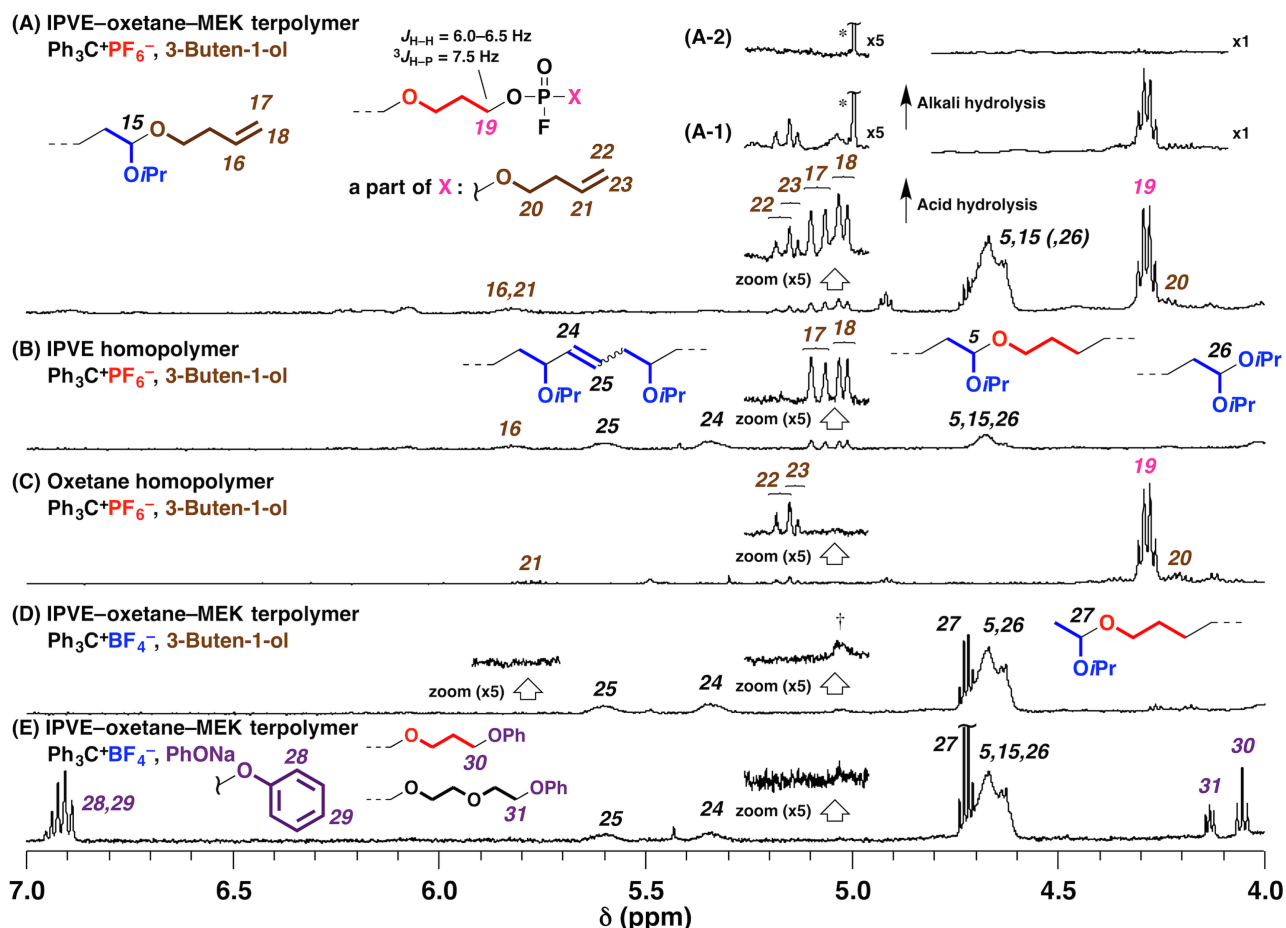 (A) IPVE–oxetane–MEK terpolymer
Ph₃C⁺PF₆⁻, 3-Buten-1-ol
J_H–H = 6.0–6.5 Hz
³J_H–P = 7.5 Hz
O
O
O P X
F
19
15
O
17
18
16
OiPr
a part of X :
O
22
23
20
21
(A-2)
*
x5
x1
Alkali hydrolysis
(A-1)
*
x5
x1
Acid hydrolysis
22 23 17 18
zoom (x5)
16,21
5,15 (,26)
19
20
(B) IPVE homopolymer
Ph₃C⁺PF₆⁻, 3-Buten-1-ol
24
25
OiPr
OiPr
17 18
zoom (x5)
5
O
OiPr
26
OiPr
OiPr
16
25
24
5,15,26
(C) Oxetane homopolymer
Ph₃C⁺PF₆⁻, 3-Buten-1-ol
22 23
zoom (x5)
19
21
20
(D) IPVE–oxetane–MEK terpolymer
Ph₃C⁺BF₄⁻, 3-Buten-1-ol
zoom (x5)
25
24
†
zoom (x5)
27
5,26
27
O
OiPr
(E) IPVE–oxetane–MEK terpolymer
Ph₃C⁺BF₄⁻, PhONa
28,29
O
28
29
O
OPh
30
O
O
OPh
31
25
24
zoom (x5)
27
5,15,26
31
30
7.0 6.5 6.0 5.5 5.0 4.5 4.0
δ (ppm)